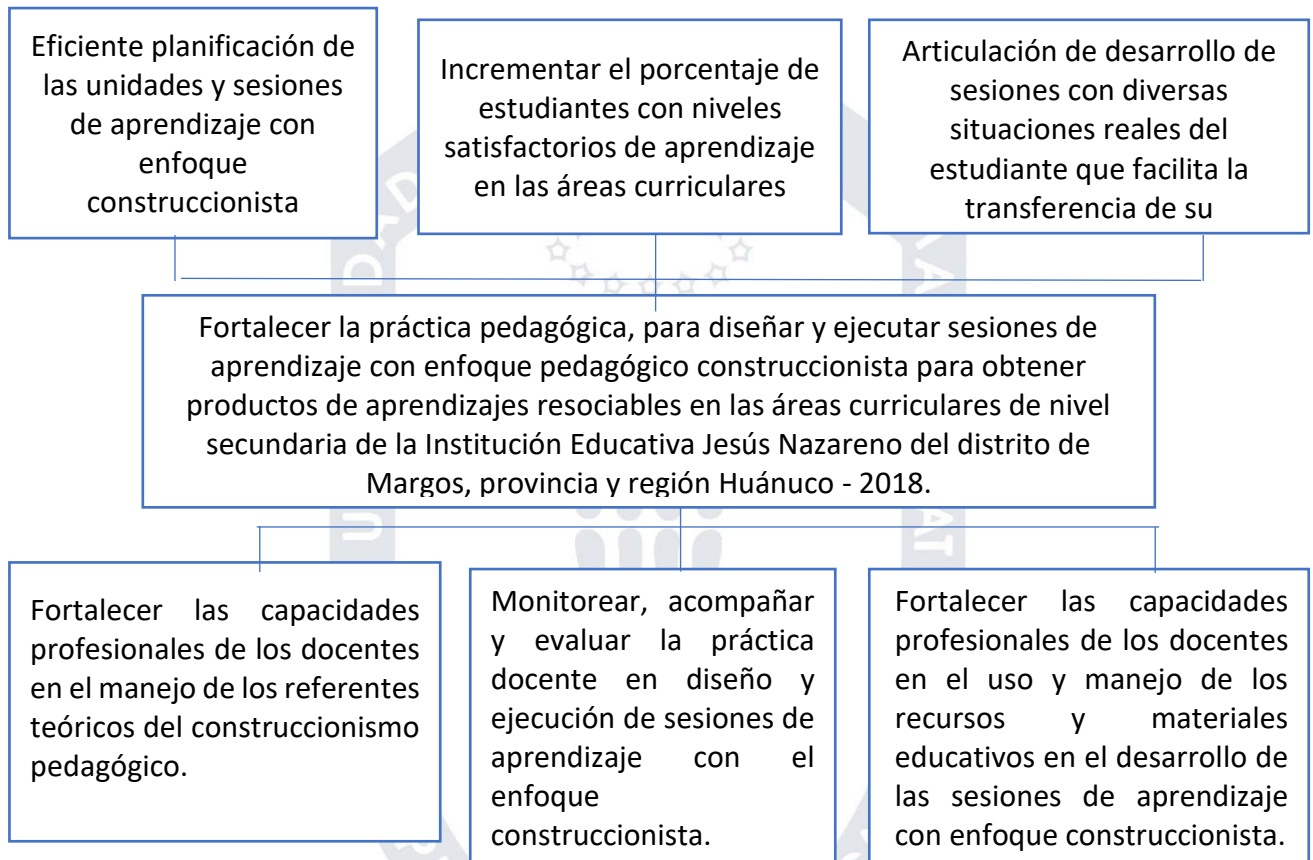 Eficiente planificación de
las unidades y sesiones
de aprendizaje con
enfoque
construccionista
Incrementar el porcentaje de
estudiantes con niveles
satisfactorios de aprendizaje
en las áreas curriculares
Articulación de desarrollo de
sesiones con diversas
situaciones reales del
estudiante que facilita la
transferencia de su
Fortalecer la práctica pedagógica, para diseñar y ejecutar sesiones de
aprendizaje con enfoque pedagógico construccionista para obtener
productos de aprendizajes resociables en las áreas curriculares de nivel
secundaria de la Institución Educativa Jesús Nazareno del distrito de
Margos, provincia y región Huánuco - 2018.
Fortalecer las capacidades
profesionales de los docentes
en el manejo de los referentes
teóricos del construccionismo
pedagógico.
Monitorear, acompañar
y evaluar la práctica
docente en diseño y
ejecución de sesiones de
aprendizaje con el
enfoque
construccionista.
Fortalecer las capacidades
profesionales de los docentes
en el uso y manejo de los
recursos y materiales
educativos en el desarrollo de
las sesiones de aprendizaje
con enfoque construccionista.